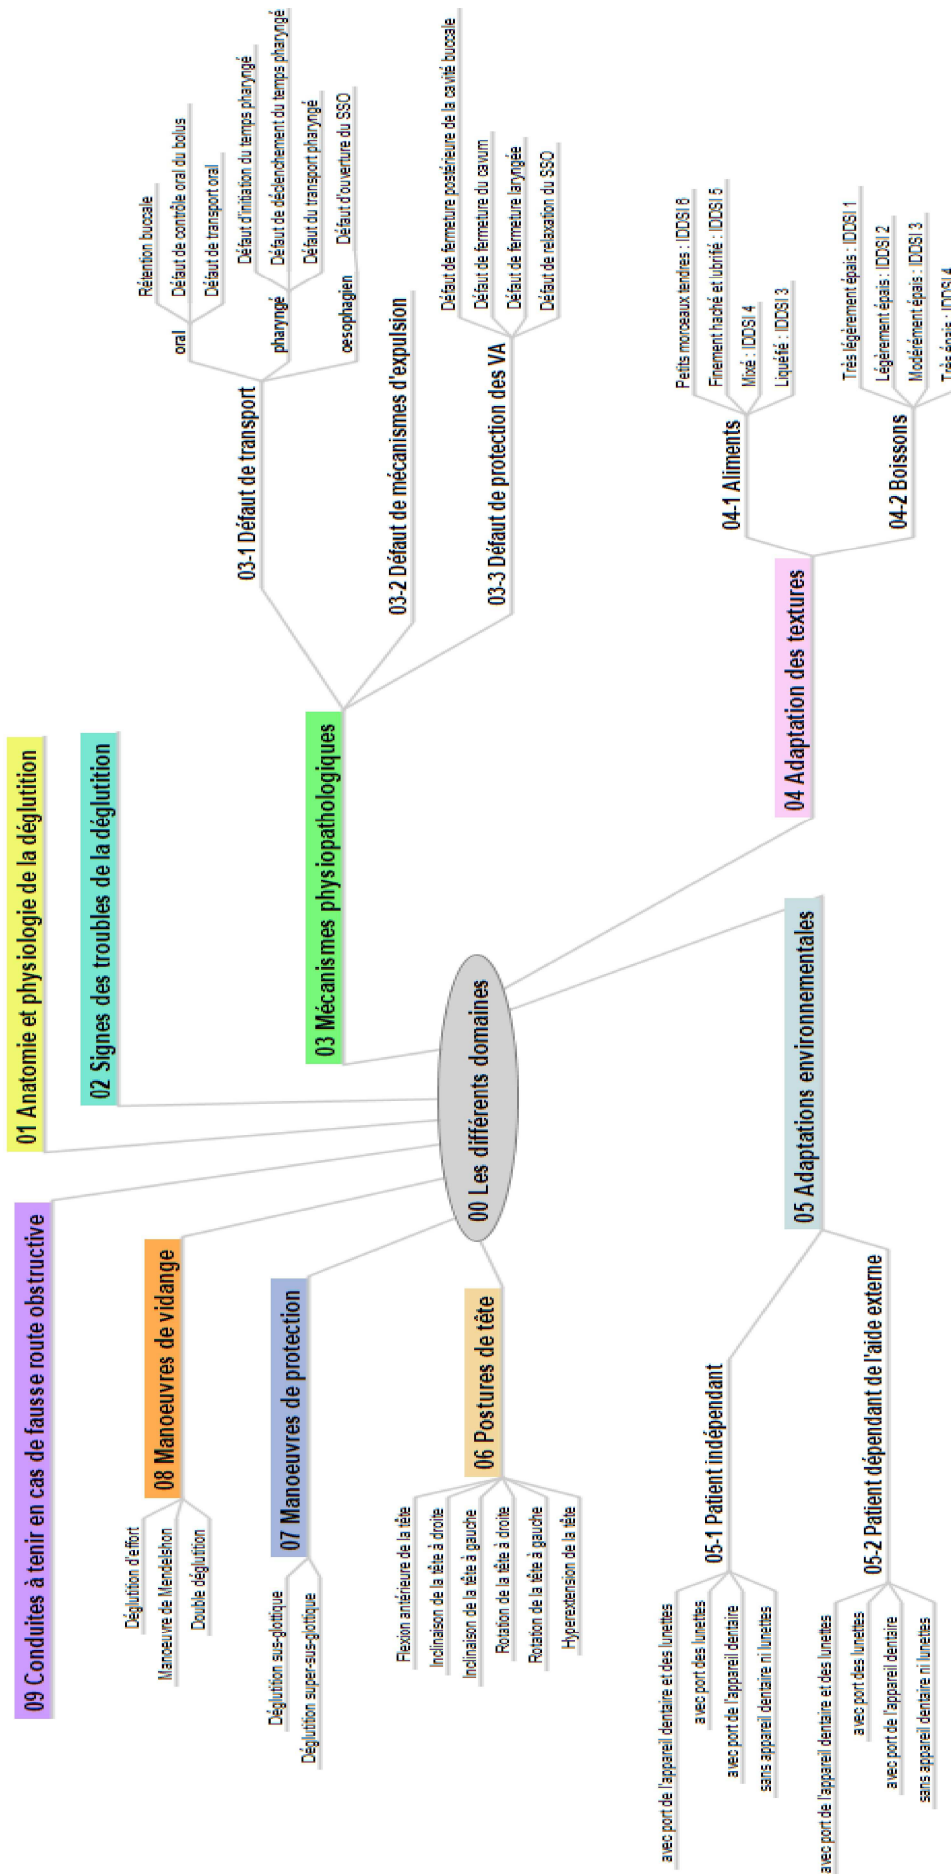 00 Les différents domaines
01 Anatomie et physiologie de la déglutition
02 Signes des troubles de la déglutition
03 Mécanismes physiopathologiques
03-1 Défaut de transport
oral
Rétention buccale
Défaut de contrôle oral du bolus
Défaut de transport oral
pharyngé
Défaut d'initiation du temps pharyngé
Défaut de déclenchement du temps pharyngé
Défaut du transport pharyngé
oesophagien
Défaut d'ouverture du SSO
03-2 Défaut de mécanismes d'expulsion
03-3 Défaut de protection des VA
Défaut de fermeture postérieure de la cavité buccale
Défaut de fermeture du cavum
Défaut de fermeture laryngée
Défaut de relaxation du SSO
04 Adaptation des textures
04-1 Aliments
Petits morceaux tendres : IDDSI 6
Finement haché et lubrifié : IDDSI 5
Mixé : IDDSI 4
Liquéfié : IDDSI 3
04-2 Boissons
Très légèrement épais : IDDSI 1
Légèrement épais : IDDSI 2
Modérément épais : IDDSI 3
Très épais : IDDSI 4
05 Adaptations environnementales
05-1 Patient indépendant
avec port de l'appareil dentaire et des lunettes
avec port des lunettes
avec port de l'appareil dentaire
sans appareil dentaire ni lunettes
05-2 Patient dépendant de l'aide externe
avec port de l'appareil dentaire et des lunettes
avec port des lunettes
avec port de l'appareil dentaire
sans appareil dentaire ni lunettes
06 Postures de tête
Flexion antérieure de la tête
Inclinaison de la tête à droite
Inclinaison de la tête à gauche
Rotation de la tête à droite
Rotation de la tête à gauche
Hyperextension de la tête
07 Manoeuvres de protection
Déglutition sus-glottique
Déglutition super-sus-glottique
08 Manoeuvres de vidange
Déglutition d'effort
Manoeuvre de Mendelshon
Double déglutition
09 Conduites à tenir en cas de fausse route obstructive